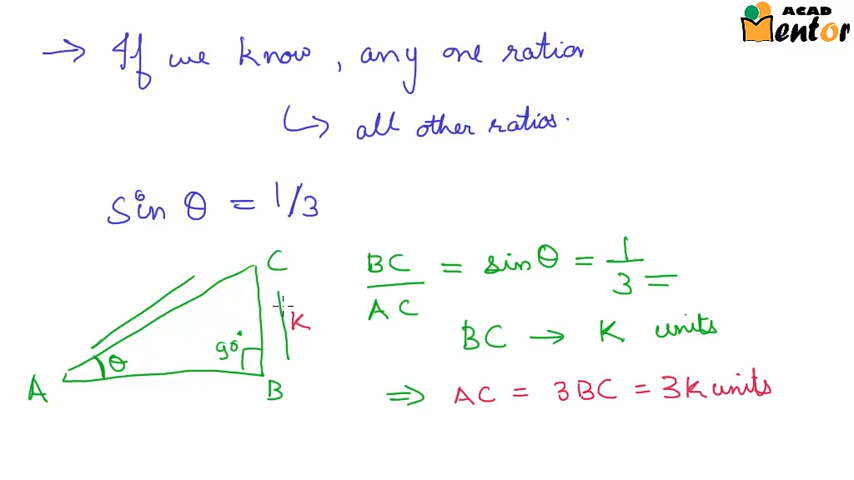 ACAD
Mentor
→ If we know, any one ration
↳ all other ratios.
sin θ = 1/3
C
BC/AC = sin θ = 1/3 =
K
BC → K units
90°
θ
A
B
⇒ AC = 3BC = 3K units